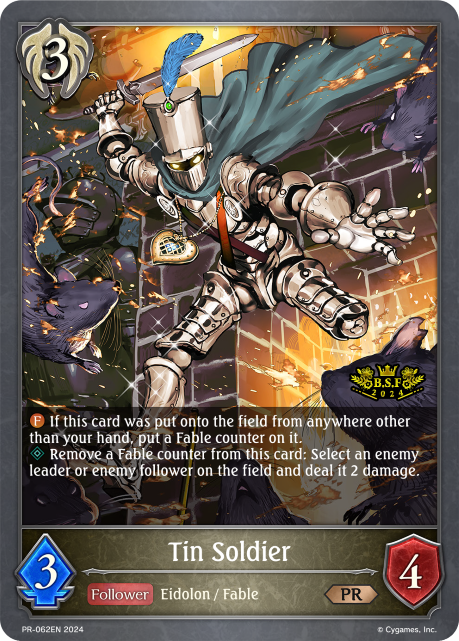 3
B.S.F
2024
F If this card was put onto the field from anywhere other
than your hand, put a Fable counter on it.
Remove a Fable counter from this card: Select an enemy
leader or enemy follower on the field and deal it 2 damage.
Tin Soldier
3
Follower Eidolon / Fable PR
4
PR-062EN 2024 © Cygames, Inc.